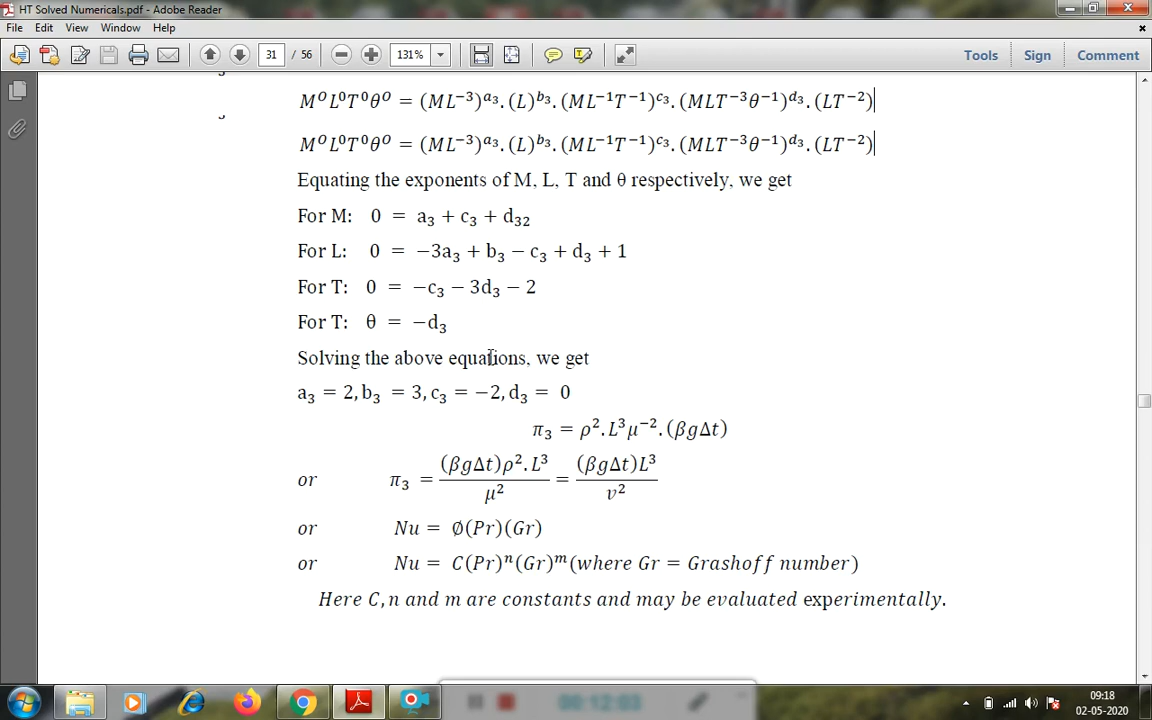 HT Solved Numericals.pdf - Adobe Reader
File Edit View Window Help
31 / 56 131% Tools Sign Comment
M⁰L⁰T⁰θ⁰ = (ML⁻³)ᵃ³.(L)ᵇ³.(ML⁻¹T⁻¹)ᶜ³.(MLT⁻³θ⁻¹)ᵈ³.(LT⁻²)
M⁰L⁰T⁰θ⁰ = (ML⁻³)ᵃ³.(L)ᵇ³.(ML⁻¹T⁻¹)ᶜ³.(MLT⁻³θ⁻¹)ᵈ³.(LT⁻²)
Equating the exponents of M, L, T and θ respectively, we get
For M: 0 = a₃ + c₃ + d₃₂
For L: 0 = −3a₃ + b₃ − c₃ + d₃ + 1
For T: 0 = −c₃ − 3d₃ − 2
For T: θ = −d₃
Solving the above equations, we get
a₃ = 2, b₃ = 3, c₃ = −2, d₃ = 0
π₃ = ρ².L³μ⁻².(βgΔt)
or π₃ = (βgΔt)ρ².L³ / μ² = (βgΔt)L³ / υ²
or Nu = ∅(Pr)(Gr)
or Nu = C(Pr)ⁿ(Gr)ᵐ(where Gr = Grashoff number)
Here C, n and m are constants and may be evaluated experimentally.
00:12:03
09:18
02-05-2020